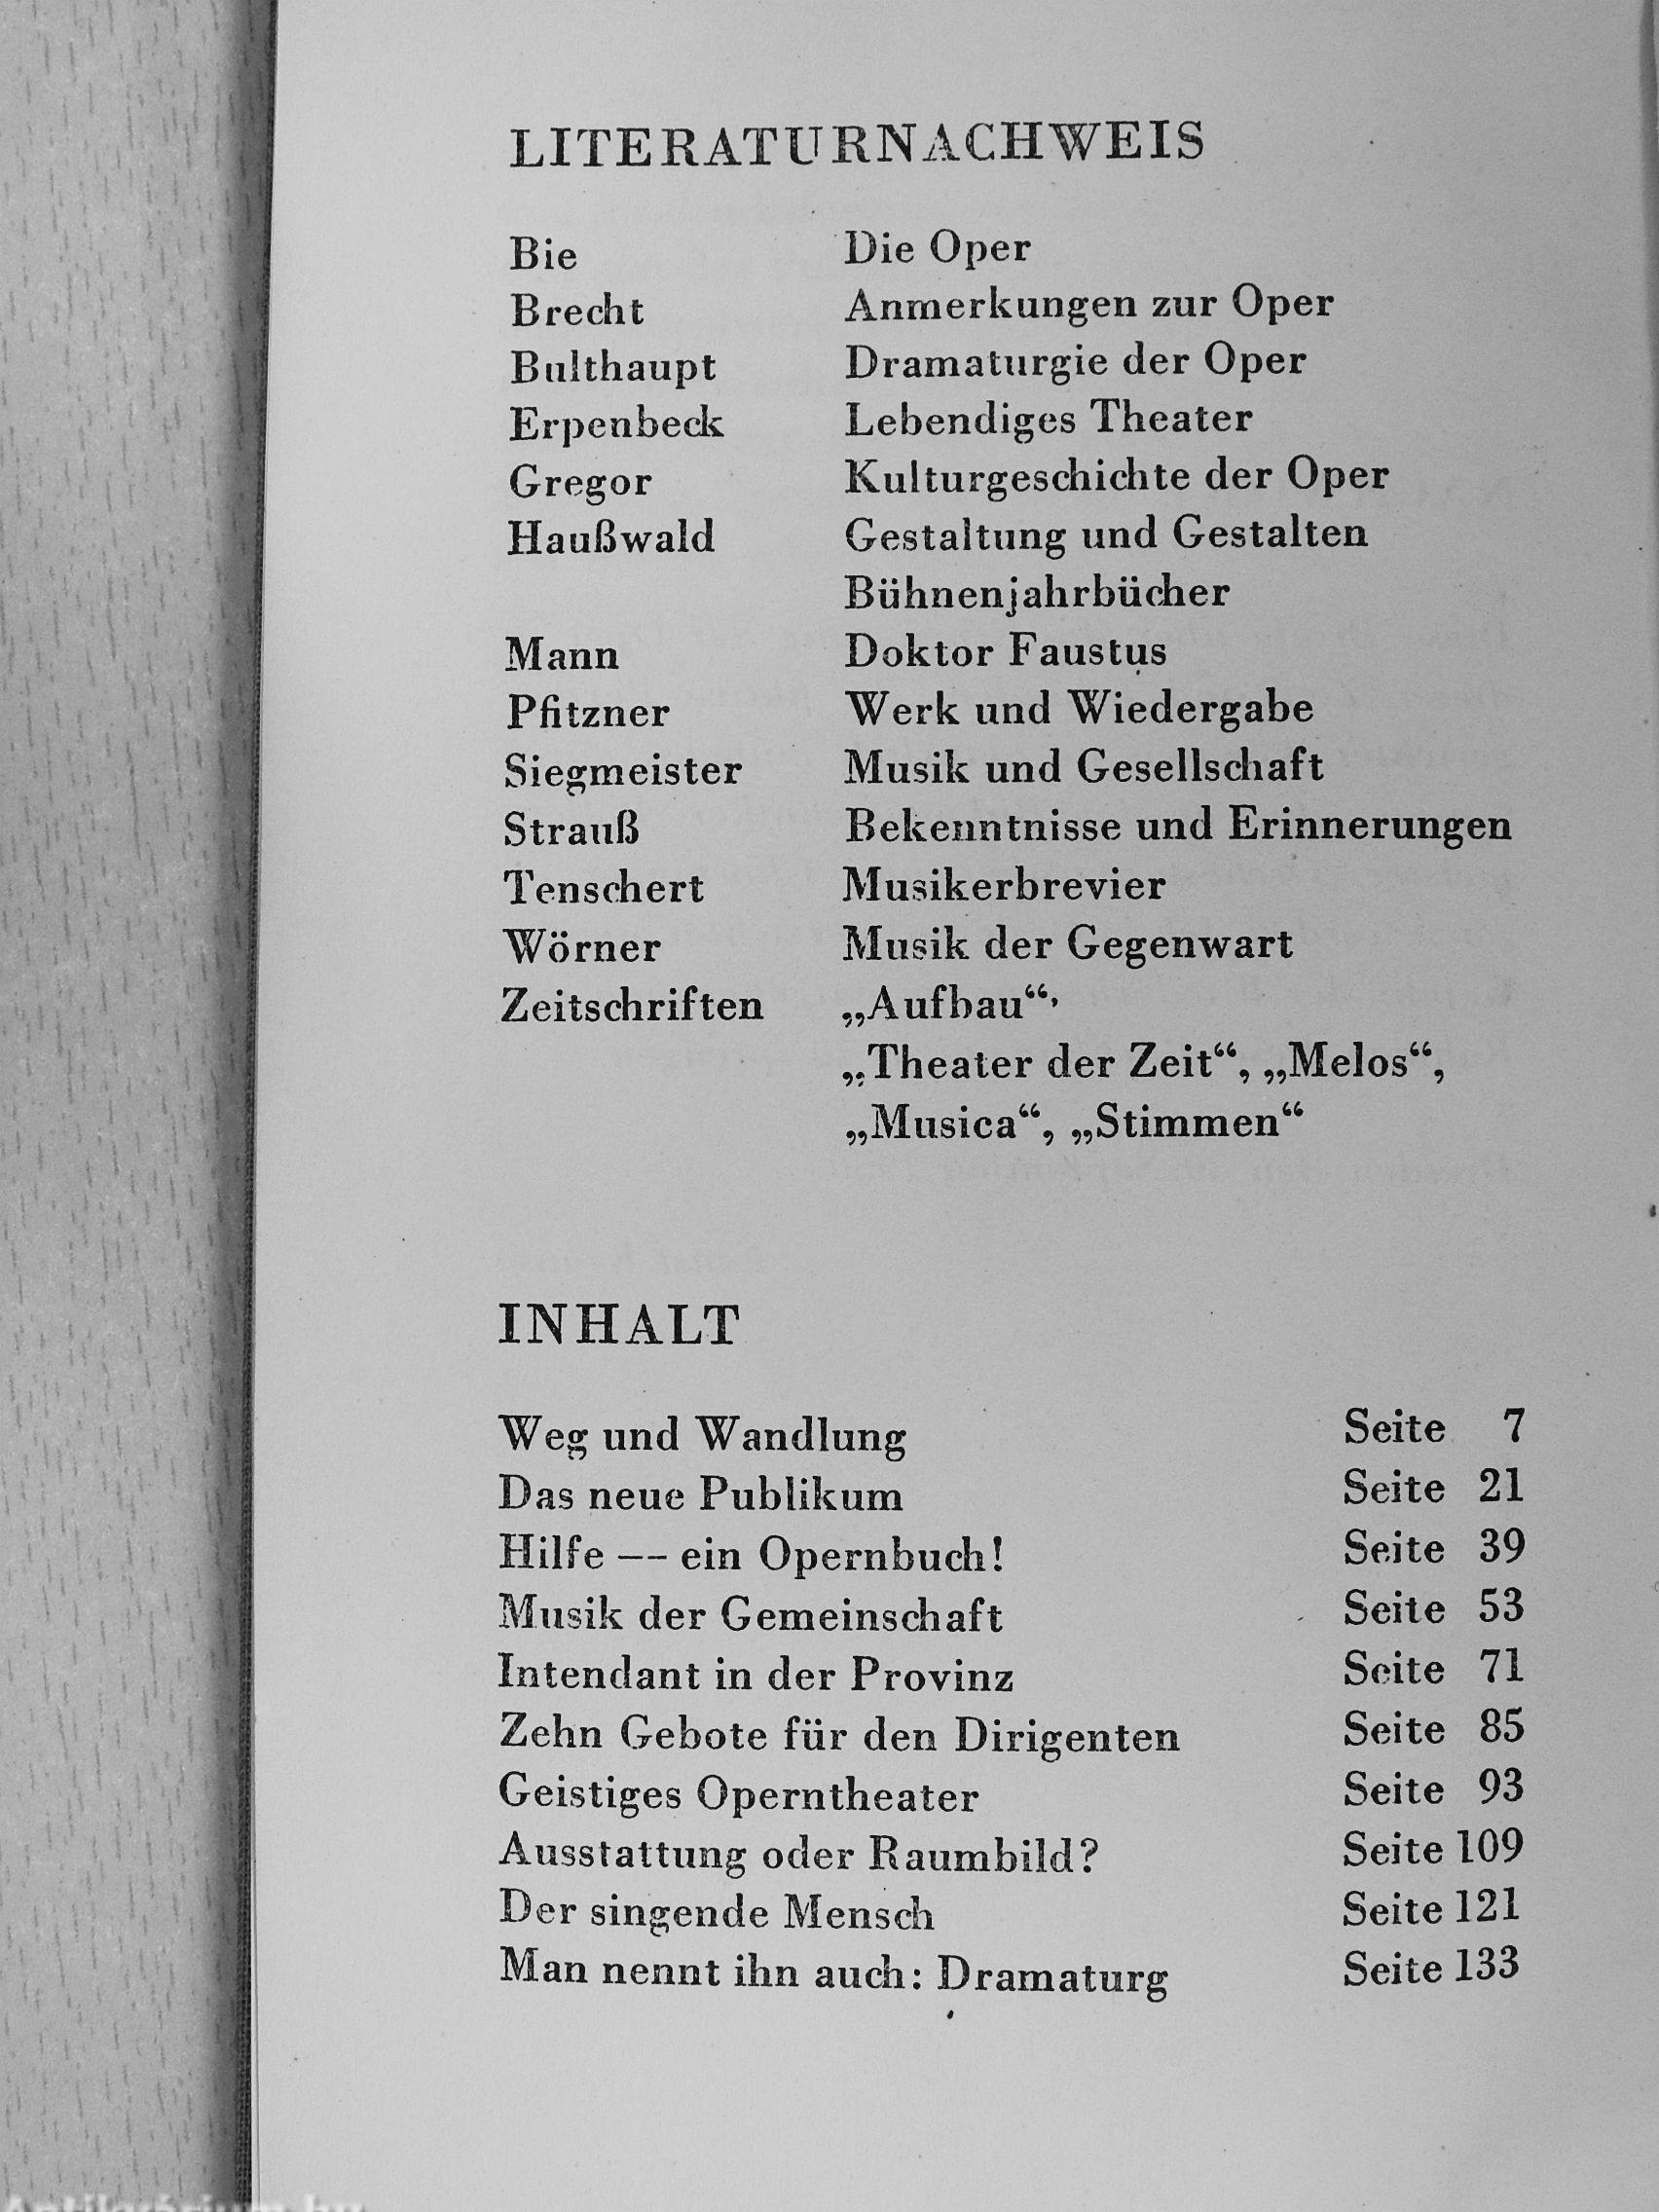 LITERATURNACHWEIS
Bie Die Oper
Brecht Anmerkungen zur Oper
Bulthaupt Dramaturgie der Oper
Erpenbeck Lebendiges Theater
Gregor Kulturgeschichte der Oper
Haußwald Gestaltung und Gestalten
Bühnenjahrbücher
Mann Doktor Faustus
Pfitzner Werk und Wiedergabe
Siegmeister Musik und Gesellschaft
Strauß Bekenntnisse und Erinnerungen
Tenschert Musikerbrevier
Wörner Musik der Gegenwart
Zeitschriften „Aufbau“,
„Theater der Zeit“, „Melos“,
„Musica“, „Stimmen“
INHALT
Weg und Wandlung Seite 7
Das neue Publikum Seite 21
Hilfe –– ein Opernbuch! Seite 39
Musik der Gemeinschaft Seite 53
Intendant in der Provinz Seite 71
Zehn Gebote für den Dirigenten Seite 85
Geistiges Operntheater Seite 93
Ausstattung oder Raumbild? Seite 109
Der singende Mensch Seite 121
Man nennt ihn auch: Dramaturg Seite 133